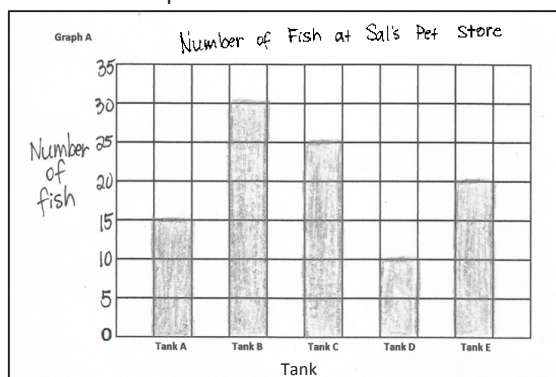 Graph A
Number of Fish at Sal's Pet Store
35
30
25
20
15
10
5
0
Number
of
fish
Tank A Tank B Tank C Tank D Tank E
Tank